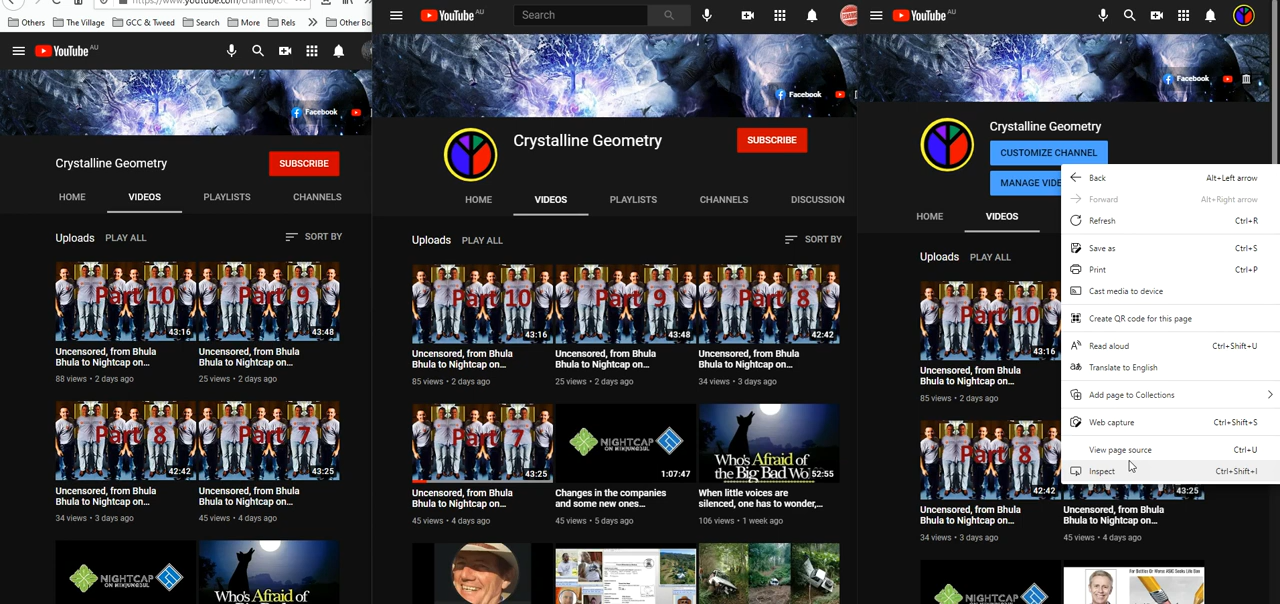 https://www.youtube.com/channel/
Others
The Village
GCC & Tweed
Search
More
Rels
Other Bo
YouTube AU
Facebook
Crystalline Geometry
SUBSCRIBE
HOME VIDEOS PLAYLISTS CHANNELS
Uploads PLAY ALL SORT BY
Part 10 Part 9
43:16 43:48
Uncensored, from Bhula Uncensored, from Bhula
Bhula to Nightcap on... Bhula to Nightcap on...
88 views • 2 days ago 25 views • 2 days ago
Part 8 Part 7
42:42 43:25
Uncensored, from Bhula Uncensored, from Bhula
Bhula to Nightcap on... Bhula to Nightcap on...
34 views • 3 days ago 45 views • 4 days ago
NIGHTCAP
ON MINJUNGBUL
Who's Afraid of
YouTube AU Search
Facebook
Crystalline Geometry SUBSCRIBE
HOME VIDEOS PLAYLISTS CHANNELS DISCUSSION
Uploads PLAY ALL SORT BY
Part 10 Part 9 Part 8
43:16 43:48 42:42
Uncensored, from Bhula Uncensored, from Bhula Uncensored, from Bhula
Bhula to Nightcap on... Bhula to Nightcap on... Bhula to Nightcap on...
85 views • 2 days ago 25 views • 2 days ago 34 views • 3 days ago
Part 7 NIGHTCAP Who's Afraid of
ON MINJUNGBUL the Big Bad Wo
43:25 1:07:47 52:55
Uncensored, from Bhula Changes in the companies When little voices are
Bhula to Nightcap on... and some new ones... silenced, one has to wonder,...
45 views • 4 days ago 45 views • 5 days ago 106 views • 1 week ago
YouTube AU
Facebook
Crystalline Geometry
CUSTOMIZE CHANNEL
MANAGE VIDE
HOME VIDEOS
Uploads PLAY ALL
Part 10
43:16
Uncensored, from Bhula
Bhula to Nightcap on...
85 views • 2 days ago
Part 8
42:42 43:25
Uncensored, from Bhula Uncensored, from Bhula
Bhula to Nightcap on... Bhula to Nightcap on...
34 views • 3 days ago 45 views • 4 days ago
NIGHTCAP
Back Alt+Left arrow
Forward Alt+Right arrow
Refresh Ctrl+R
Save as Ctrl+S
Print Ctrl+P
Cast media to device
Create QR code for this page
Read aloud Ctrl+Shift+U
Translate to English
Add page to Collections
Web capture Ctrl+Shift+S
View page source Ctrl+U
Inspect Ctrl+Shift+I